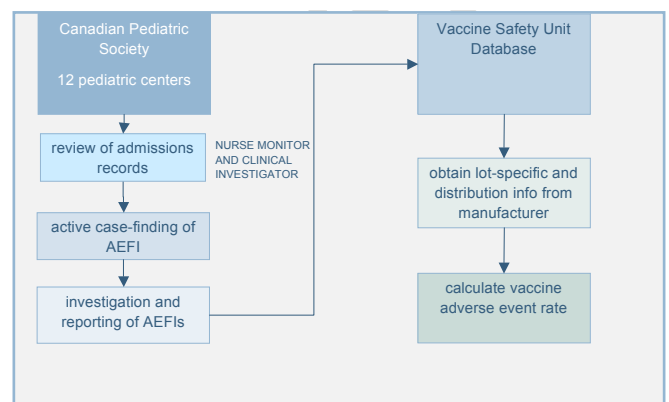 Canadian Pediatric
Society
12 pediatric centers
review of admissions
records
NURSE MONITOR
AND CLINICAL
INVESTIGATOR
active case-finding of
AEFI
investigation and
reporting of AEFIs
Vaccine Safety Unit
Database
obtain lot-specific and
distribution info from
manufacturer
calculate vaccine
adverse event rate